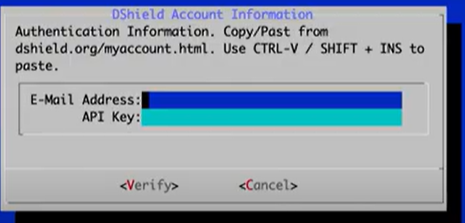 DShield Account Information
Authentication Information. Copy/Past from
dshield.org/myaccount.html. Use CTRL-V / SHIFT + INS to
paste.
E-Mail Address:
API Key:
<Verify> <Cancel>